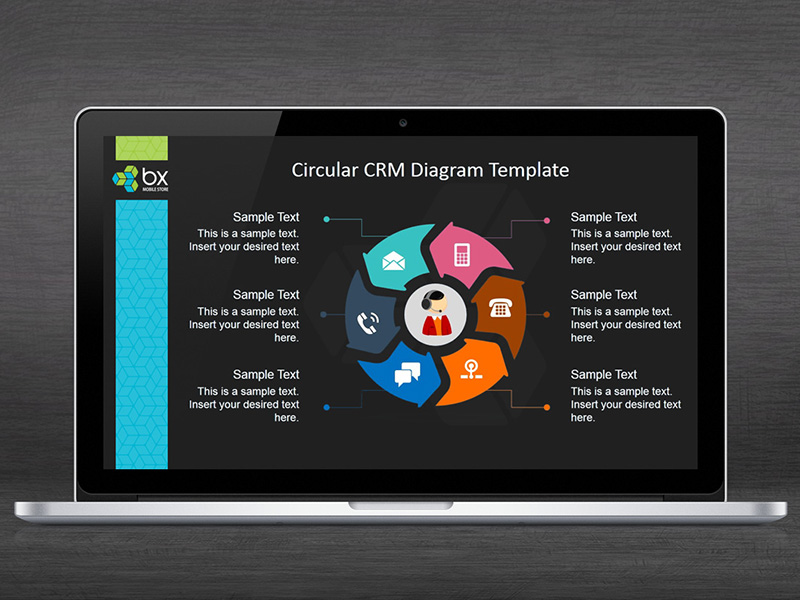 Circular CRM Diagram Template
bx
MOBILE STORE
Sample Text
This is a sample text.
Insert your desired text
here.
Sample Text
This is a sample text.
Insert your desired text
here.
Sample Text
This is a sample text.
Insert your desired text
here.
Sample Text
This is a sample text.
Insert your desired text
here.
Sample Text
This is a sample text.
Insert your desired text
here.
Sample Text
This is a sample text.
Insert your desired text
here.